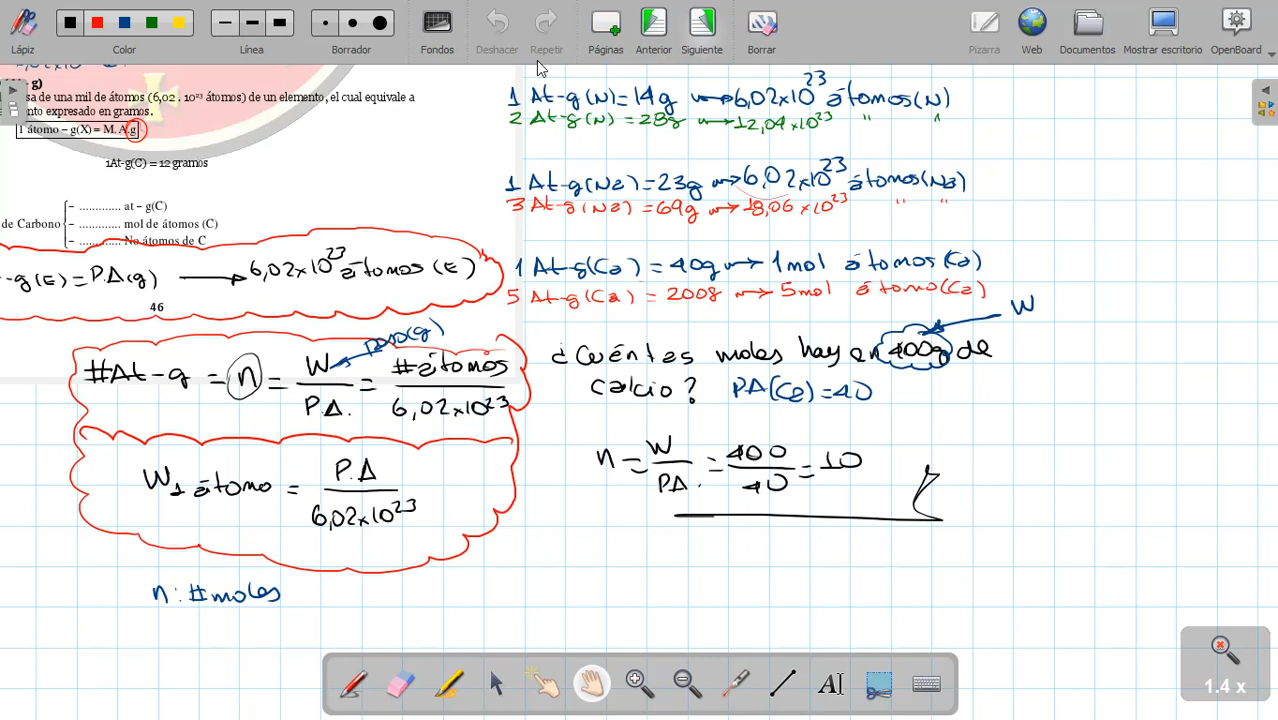 Lápiz Color Línea Borrador Fondos Deshacer Repetir Páginas Anterior Siguiente Borrar Pizarra Web Documentos Mostrar escritorio OpenBoard
g)
sa de una mil de átomos (6,02 . 10²³ átomos) de un elemento, el cual equivale a
ento expresado en gramos.
1 átomo – g(X) = M. A.g
1At-g(C) = 12 gramos
de Carbono
– ............. at – g(C)
– ............. mol de átomos (C)
– ............. No átomos de C
-g(E) = P.A(g) → 6,02x10²³ átomos (E)
46
#At-g = n = W / P.A. = #átomos / 6,02x10²³
peso(g)
W1 átomo = P.A / 6,02x10²³
n: #moles
1 At-g(N) = 14g → 6,02x10²³ átomos(N)
2 At-g(N) = 28g → 12,04x10²³ " "
1 At-g(Na) = 23g → 6,02x10²³ átomos(Na)
3 At-g(Na) = 69g → 18,06x10²³ " "
1 At-g(Ca) = 40g → 1mol átomos(Ca)
5 At-g(Ca) = 200g → 5mol átomo(Ca)
W
¿Cuántas moles hay en 400g de
calcio? PA(Ca) = 40
n = W / PA. = 400 / 40 = 10
1.4 x